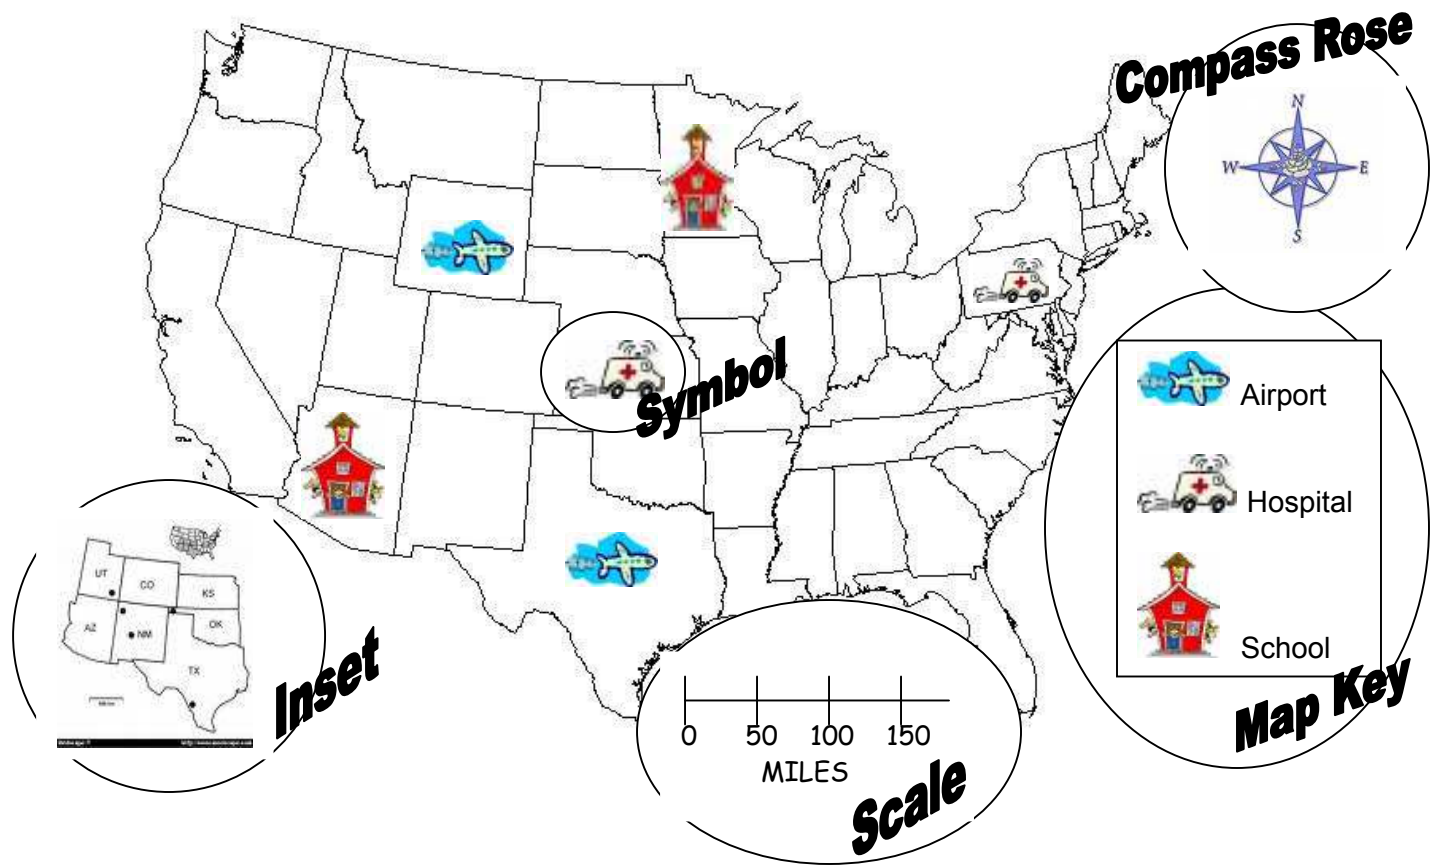 Compass Rose
N
W E
S
Symbol
Airport
Hospital
School
Map Key
UT
CO
KS
AZ
NM
OK
TX
Inset
0 50 100 150
MILES
Scale